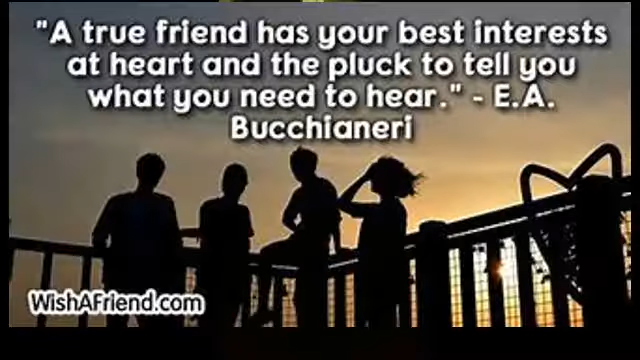 "A true friend has your best interests
at heart and the pluck to tell you
what you need to hear." - E.A.
Bucchianeri
WishAFriend.com